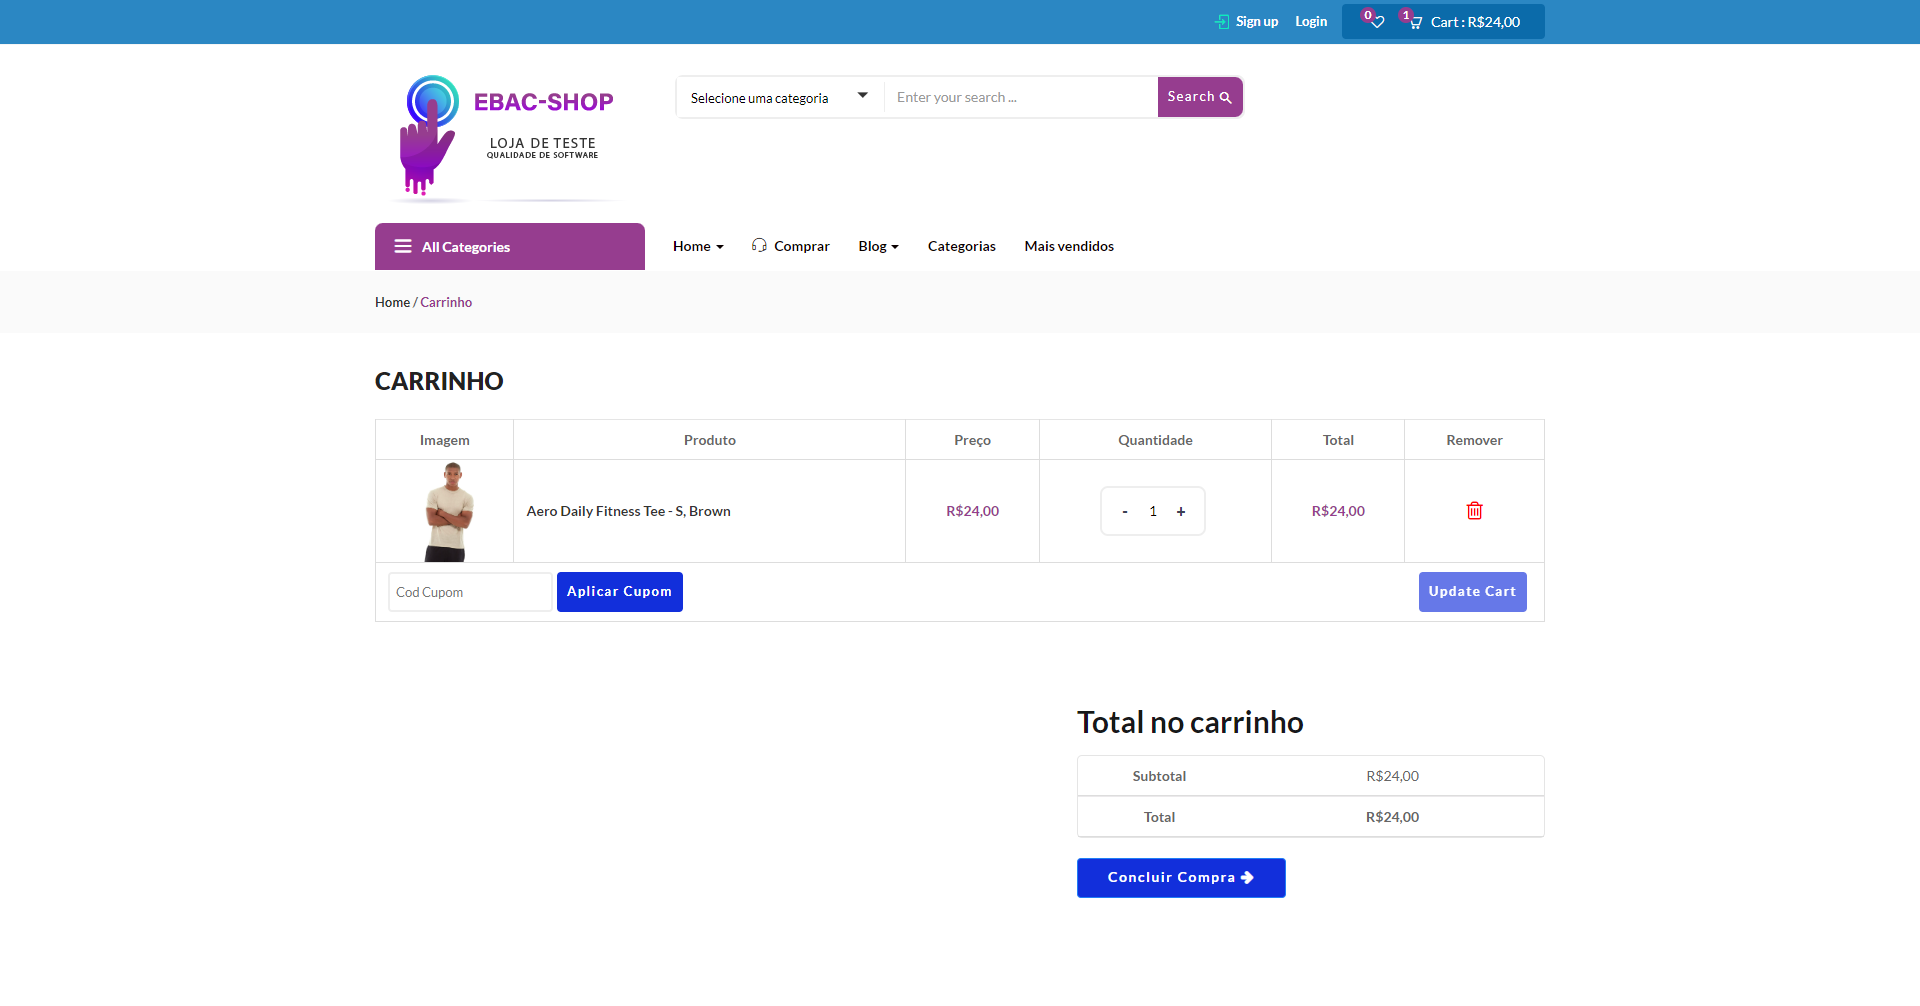 Sign up
Login
0
1
Cart : R$24,00
EBAC-SHOP
LOJA DE TESTE
QUALIDADE DE SOFTWARE
Selecione uma categoria
Enter your search ...
Search
All Categories
Home
Comprar
Blog
Categorias
Mais vendidos
Home / Carrinho
CARRINHO
Imagem Produto Preço Quantidade Total Remover
Aero Daily Fitness Tee - S, Brown R$24,00 - 1 + R$24,00
Cod Cupom Aplicar Cupom Update Cart
Total no carrinho
Subtotal R$24,00
Total R$24,00
Concluir Compra